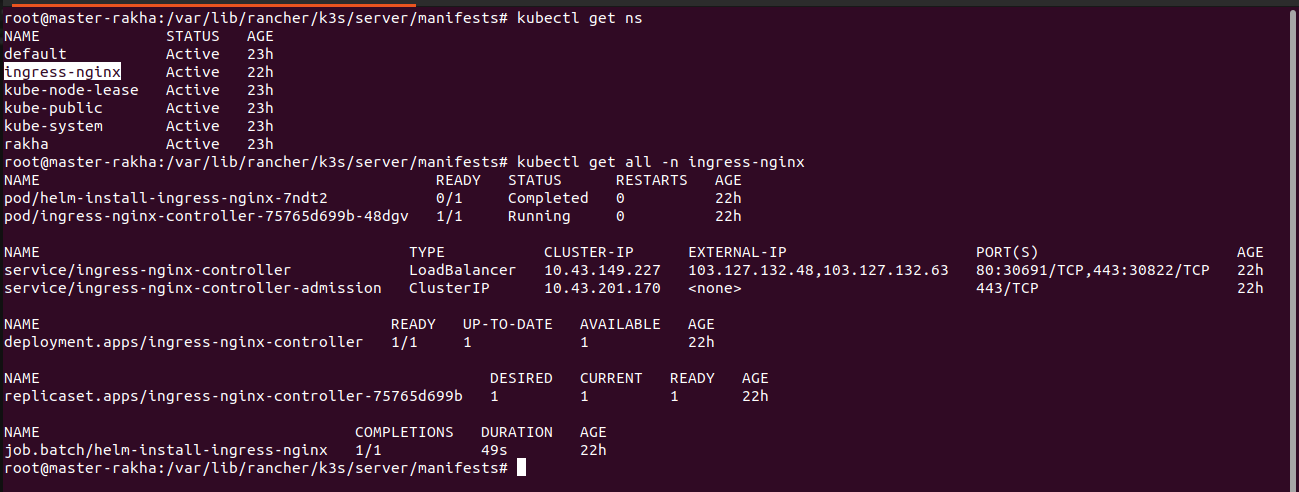 root@master-rakha:/var/lib/rancher/k3s/server/manifests# kubectl get ns
NAME              STATUS   AGE
default           Active   23h
ingress-nginx     Active   22h
kube-node-lease   Active   23h
kube-public       Active   23h
kube-system       Active   23h
rakha             Active   23h
root@master-rakha:/var/lib/rancher/k3s/server/manifests# kubectl get all -n ingress-nginx
NAME                                            READY   STATUS      RESTARTS   AGE
pod/helm-install-ingress-nginx-7ndt2            0/1     Completed   0          22h
pod/ingress-nginx-controller-75765d699b-48dgv   1/1     Running     0          22h

NAME                                         TYPE           CLUSTER-IP      EXTERNAL-IP                     PORT(S)                      AGE
service/ingress-nginx-controller             LoadBalancer   10.43.149.227   103.127.132.48,103.127.132.63   80:30691/TCP,443:30822/TCP   22h
service/ingress-nginx-controller-admission   ClusterIP      10.43.201.170   <none>                          443/TCP                      22h

NAME                                       READY   UP-TO-DATE   AVAILABLE   AGE
deployment.apps/ingress-nginx-controller   1/1     1            1           22h

NAME                                                  DESIRED   CURRENT   READY   AGE
replicaset.apps/ingress-nginx-controller-75765d699b   1         1         1       22h

NAME                                   COMPLETIONS   DURATION   AGE
job.batch/helm-install-ingress-nginx   1/1           49s        22h
root@master-rakha:/var/lib/rancher/k3s/server/manifests#